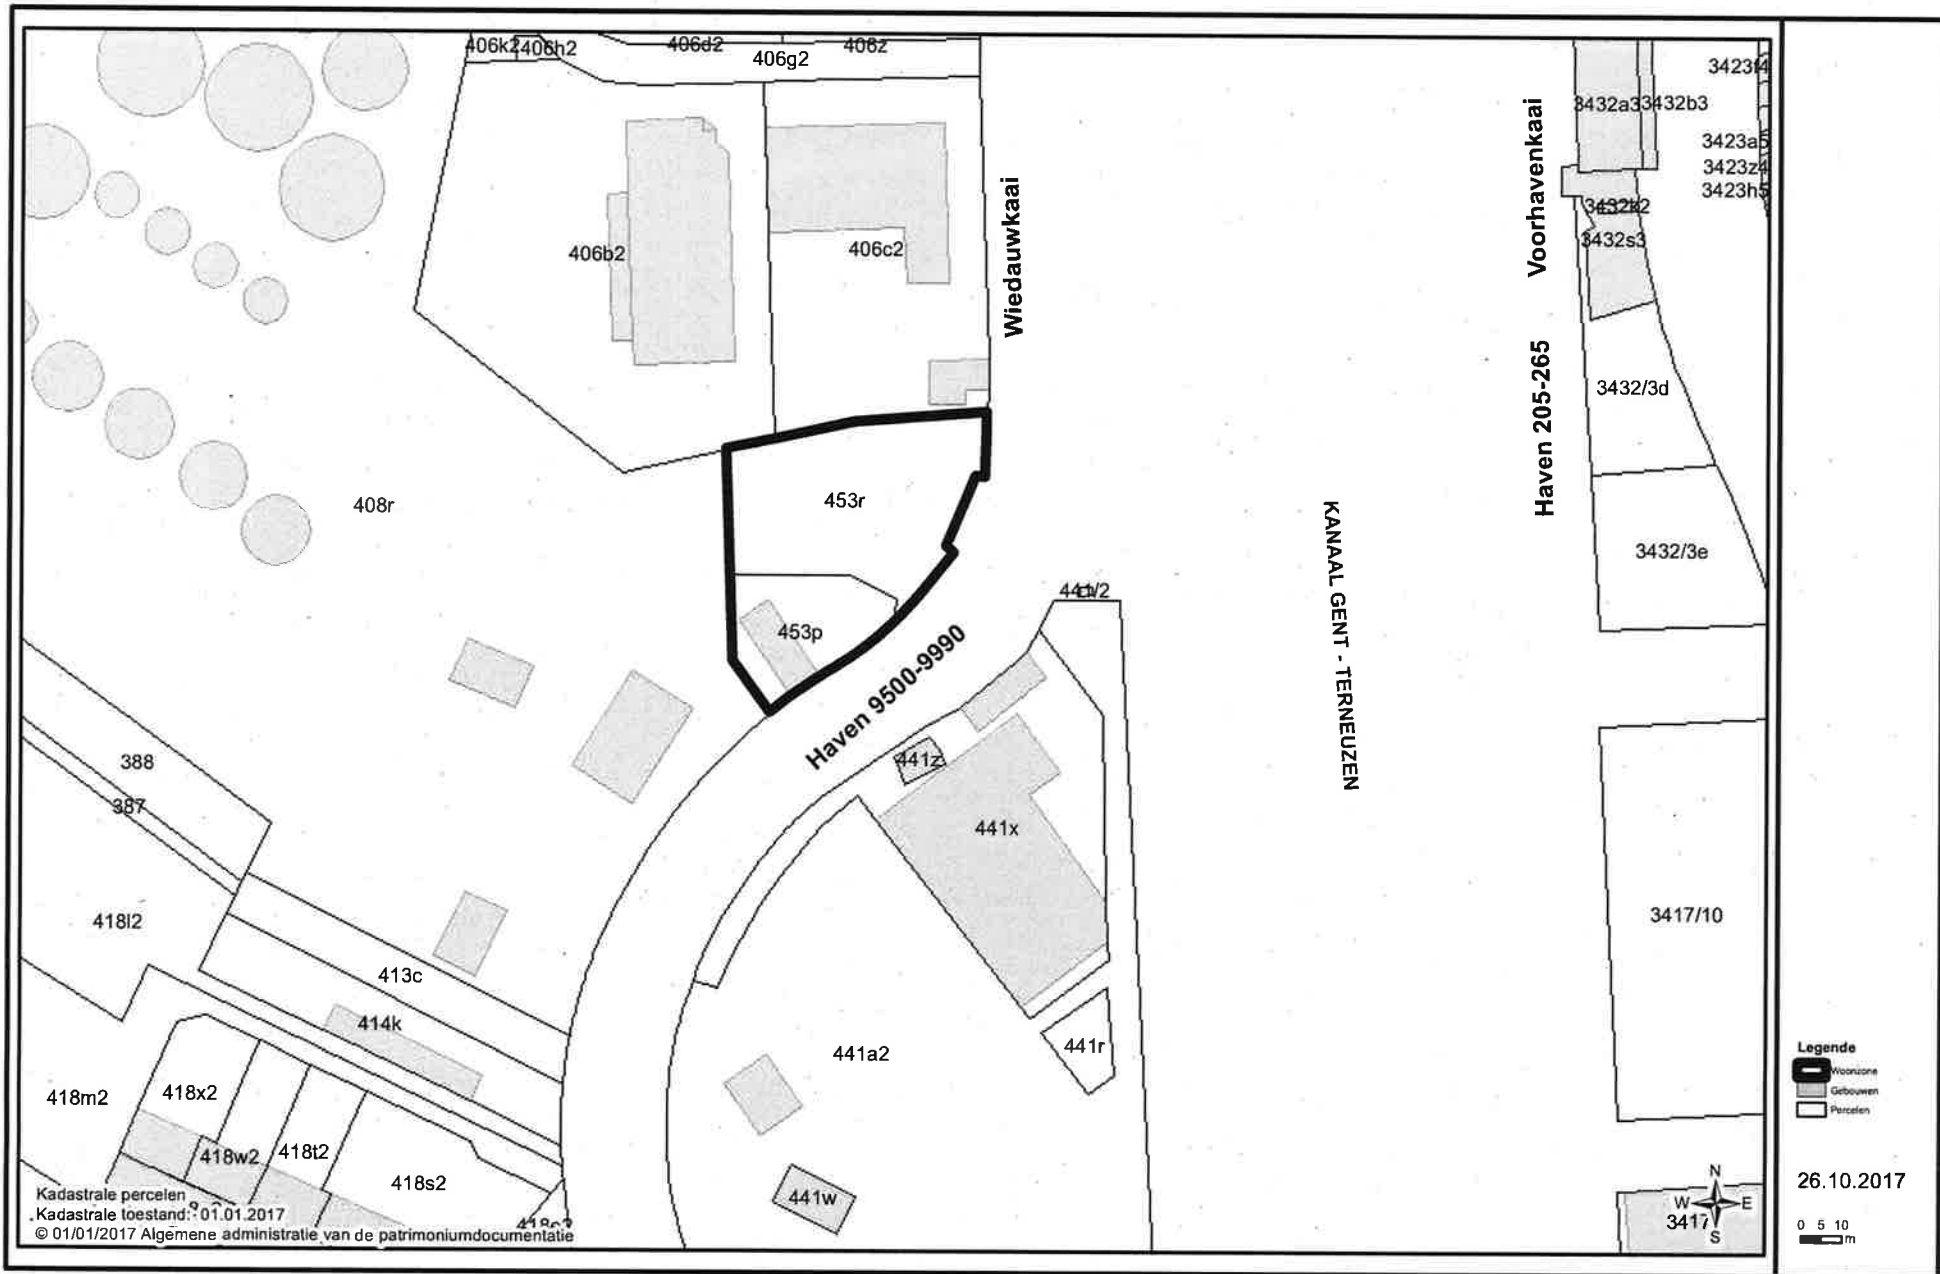 406k2
406h2
406d2
408z
406g2
3423f4
3432a3
3432b3
3423a5
3423z4
3423h5
3432s3
406b2
406c2
Wiedauwkaai
Voorhavenkaai
Haven 205-265
3432/3d
408r
453r
3432/3e
KANAAL GENT - TERNEUZEN
441/2
453p
Haven 9500-9990
441z
388
387
441x
418l2
3417/10
413c
414k
441a2
441r
418m2
418x2
418w2
418t2
418s2
441w
3417
Kadastrale percelen
Kadastrale toestand: 01.01.2017
© 01/01/2017 Algemene administratie van de patrimoniumdocumentatie
Legende
Woonzone
Gebouwen
Percelen
26.10.2017
N
W E
S
0 5 10
m